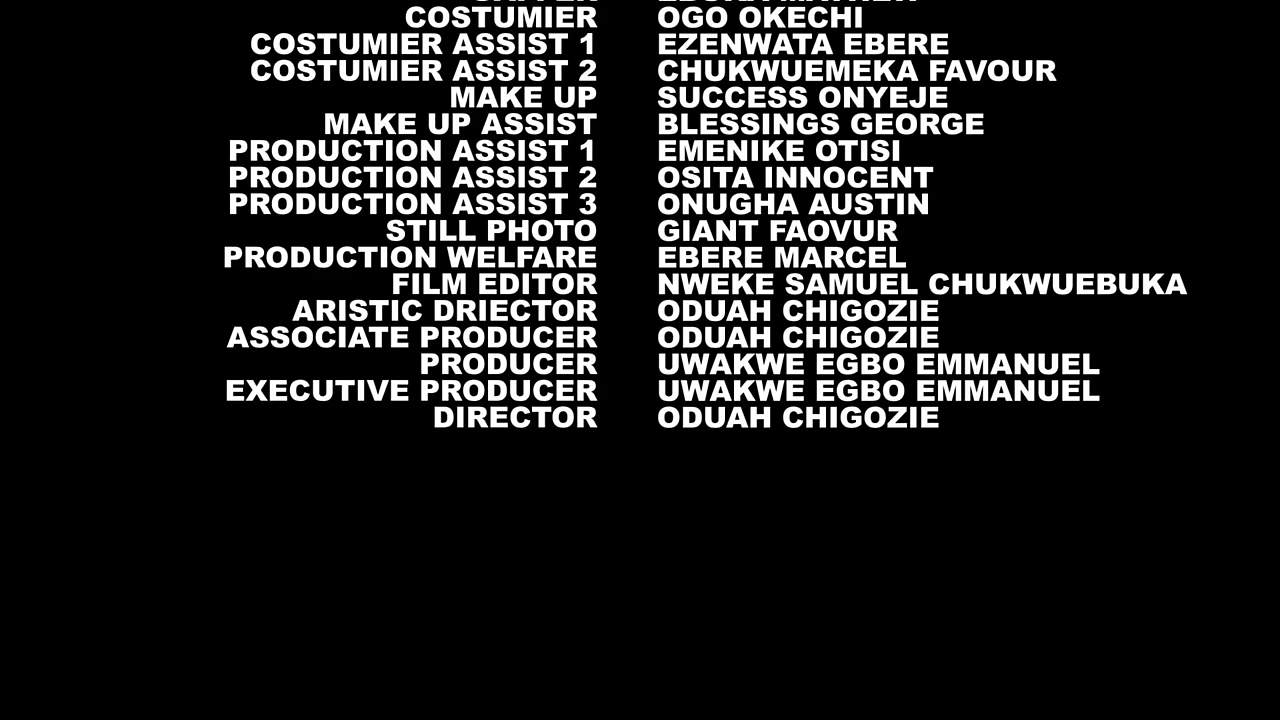 COSTUMIER OGO OKECHI
COSTUMIER ASSIST 1 EZENWATA EBERE
COSTUMIER ASSIST 2 CHUKWUEMEKA FAVOUR
MAKE UP SUCCESS ONYEJE
MAKE UP ASSIST BLESSINGS GEORGE
PRODUCTION ASSIST 1 EMENIKE OTISI
PRODUCTION ASSIST 2 OSITA INNOCENT
PRODUCTION ASSIST 3 ONUGHA AUSTIN
STILL PHOTO GIANT FAOVUR
PRODUCTION WELFARE EBERE MARCEL
FILM EDITOR NWEKE SAMUEL CHUKWUEBUKA
ARISTIC DRIECTOR ODUAH CHIGOZIE
ASSOCIATE PRODUCER ODUAH CHIGOZIE
PRODUCER UWAKWE EGBO EMMANUEL
EXECUTIVE PRODUCER UWAKWE EGBO EMMANUEL
DIRECTOR ODUAH CHIGOZIE